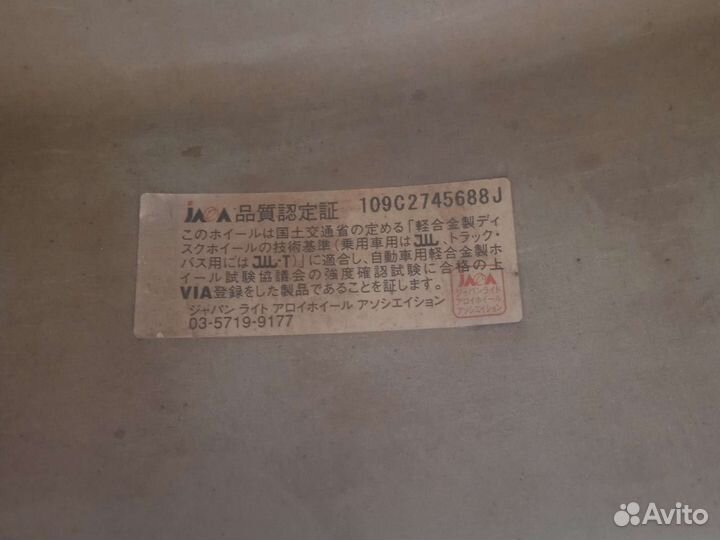 JAWA 品質認定証 109C2745688J
このホイールは国土交通省の定める「軽合金製ディ
スクホイールの技術基準(乗用車用はJWL、トラック・
バス用にはJWL-T)」に適合し、自動車用軽合金製ホ
イール試験協議会の強度確認試験に合格の上
VIA登録をした製品であることを証します。
ジャパン ライト アロイホイール アソシエイション
03-5719-9177
JAWA
ジャパンライト
アロイホイール
アソシエイション
Avito